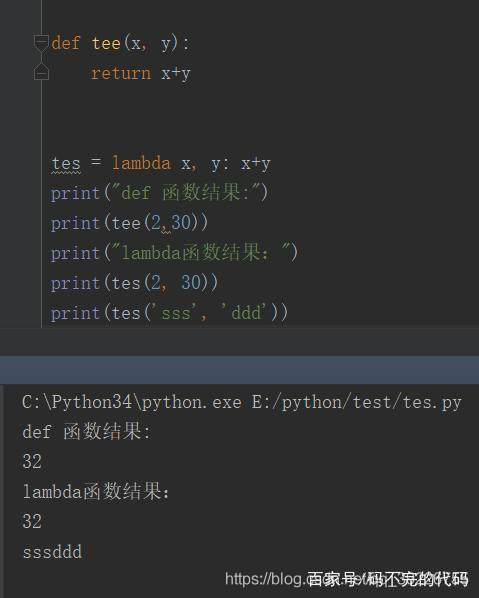 def tee(x, y):
return x+y
tes = lambda x, y: x+y
print("def 函数结果:")
print(tee(2,30))
print("lambda函数结果：")
print(tes(2, 30))
print(tes('sss', 'ddd'))
C:\Python34\python.exe E:/python/test/tes.py
def 函数结果:
32
lambda函数结果：
32
sssddd
https://blog.
百家号/码不完的代码